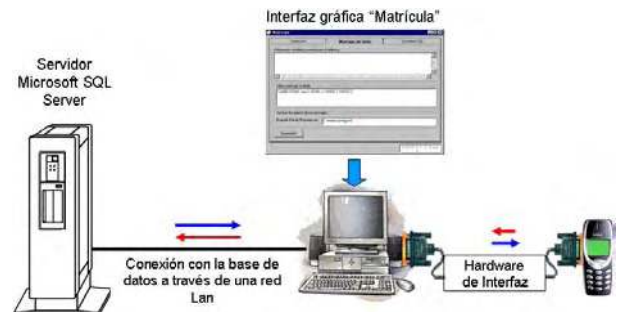 Interfaz gráfica “Matrícula”
Servidor
Microsoft SQL
Server
Conexión con la base de
datos a través de una red
Lan
Hardware
de Interfaz